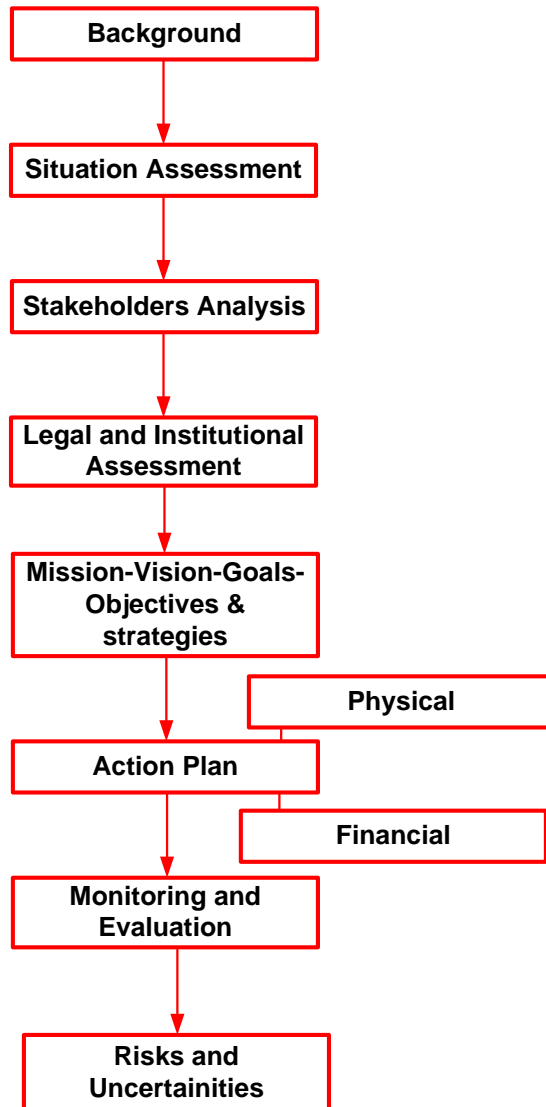 Background
Situation Assessment
Stakeholders Analysis
Legal and Institutional
Assessment
Mission-Vision-Goals-
Objectives &
strategies
Physical
Action Plan
Financial
Monitoring and
Evaluation
Risks and
Uncertainities